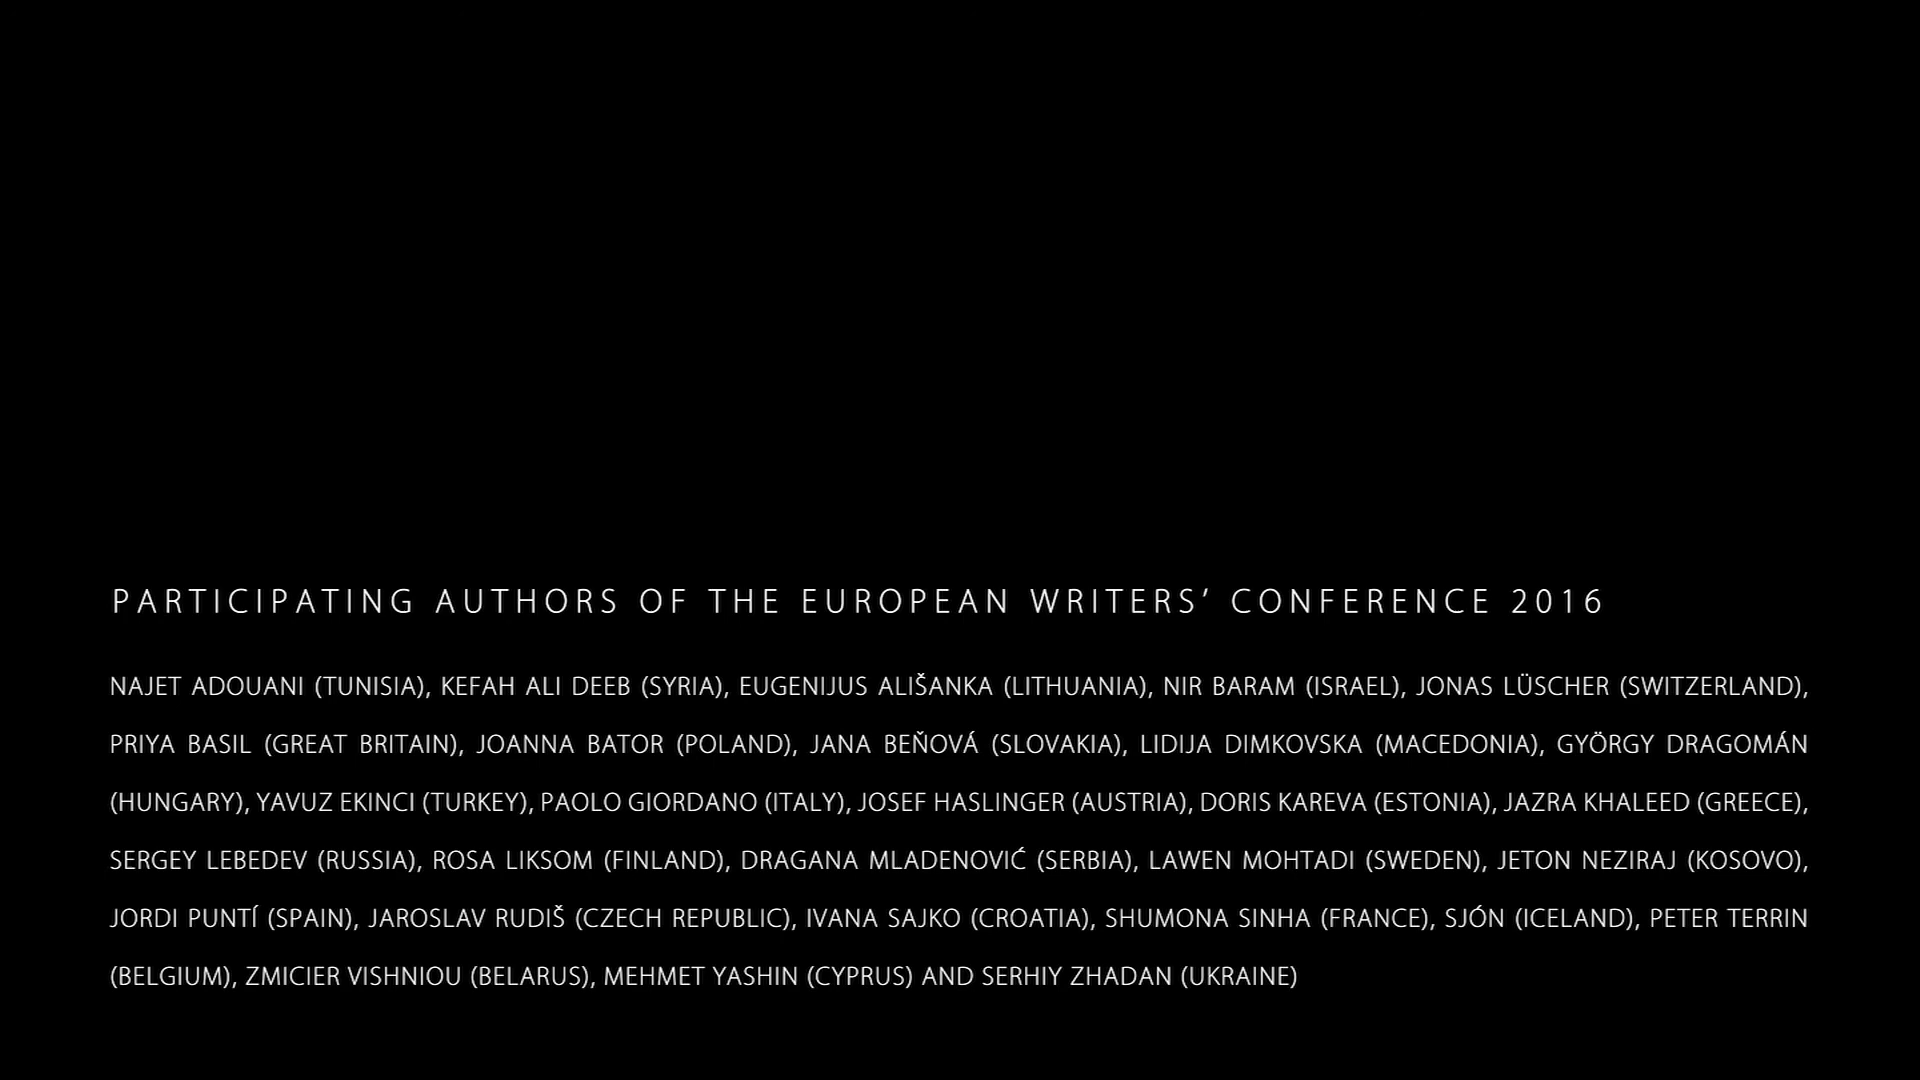 PARTICIPATING AUTHORS OF THE EUROPEAN WRITERS’ CONFERENCE 2016
NAJET ADOUANI (TUNISIA), KEFAH ALI DEEB (SYRIA), EUGENIJUS ALIŠANKA (LITHUANIA), NIR BARAM (ISRAEL), JONAS LÜSCHER (SWITZERLAND),
PRIYA BASIL (GREAT BRITAIN), JOANNA BATOR (POLAND), JANA BEŇOVÁ (SLOVAKIA), LIDIJA DIMKOVSKA (MACEDONIA), GYÖRGY DRAGOMÁN
(HUNGARY), YAVUZ EKINCI (TURKEY), PAOLO GIORDANO (ITALY), JOSEF HASLINGER (AUSTRIA), DORIS KAREVA (ESTONIA), JAZRA KHALEED (GREECE),
SERGEY LEBEDEV (RUSSIA), ROSA LIKSOM (FINLAND), DRAGANA MLADENOVIĆ (SERBIA), LAWEN MOHTADI (SWEDEN), JETON NEZIRAJ (KOSOVO),
JORDI PUNTÍ (SPAIN), JAROSLAV RUDIŠ (CZECH REPUBLIC), IVANA SAJKO (CROATIA), SHUMONA SINHA (FRANCE), SJÓN (ICELAND), PETER TERRIN
(BELGIUM), ZMICIER VISHNIOU (BELARUS), MEHMET YASHIN (CYPRUS) AND SERHIY ZHADAN (UKRAINE)